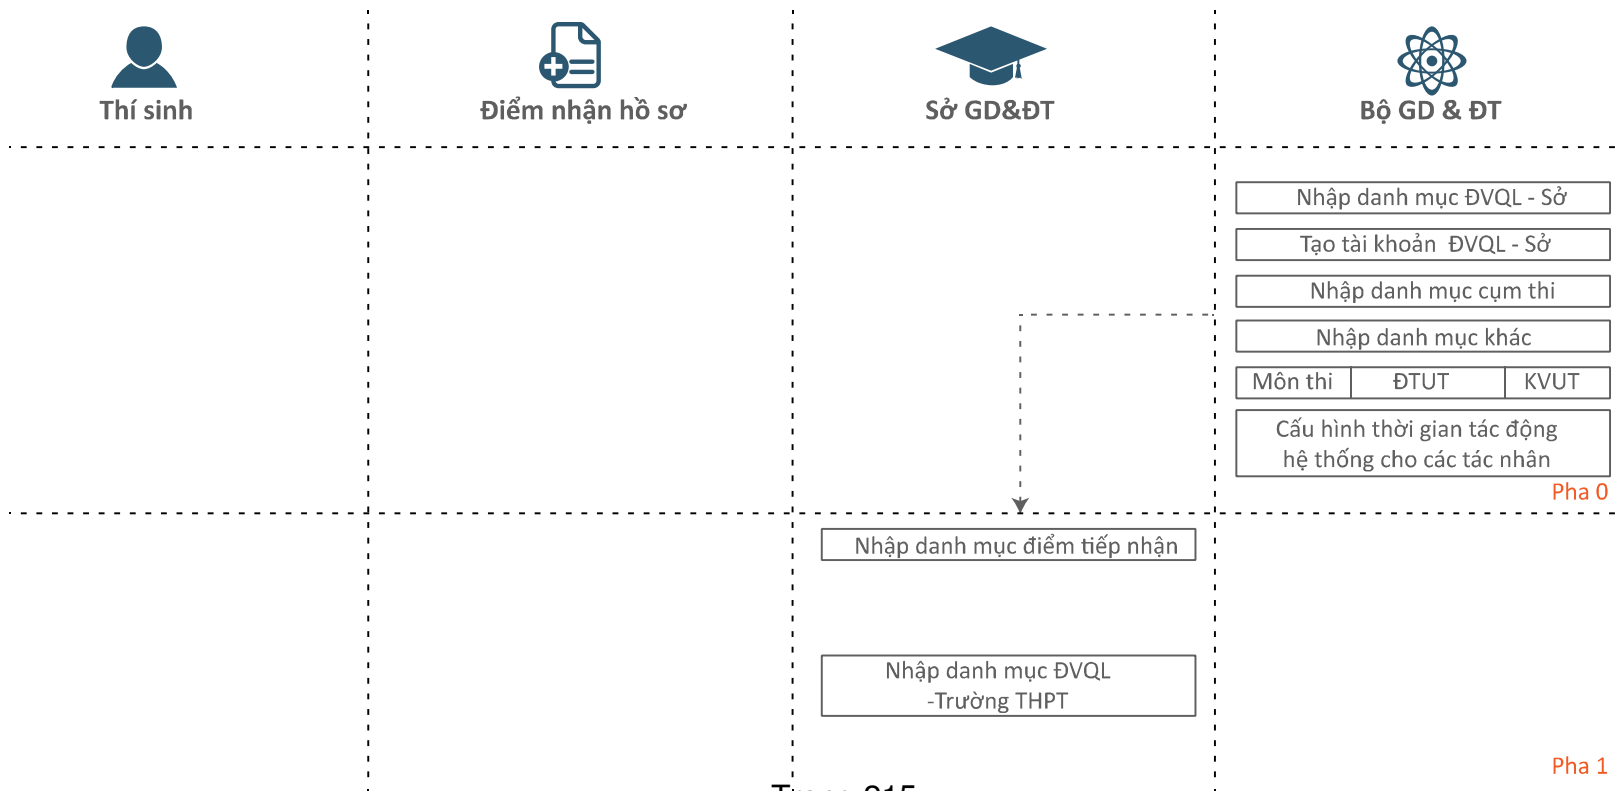 Thí sinh
Điểm nhận hồ sơ
Sở GD&ĐT
Bộ GD & ĐT
Nhập danh mục ĐVQL - Sở
Tạo tài khoản ĐVQL - Sở
Nhập danh mục cụm thi
Nhập danh mục khác
Môn thi ĐTUT KVUT
Cấu hình thời gian tác động
hệ thống cho các tác nhân
Pha 0
Nhập danh mục điểm tiếp nhận
Nhập danh mục ĐVQL
-Trường THPT
Pha 1